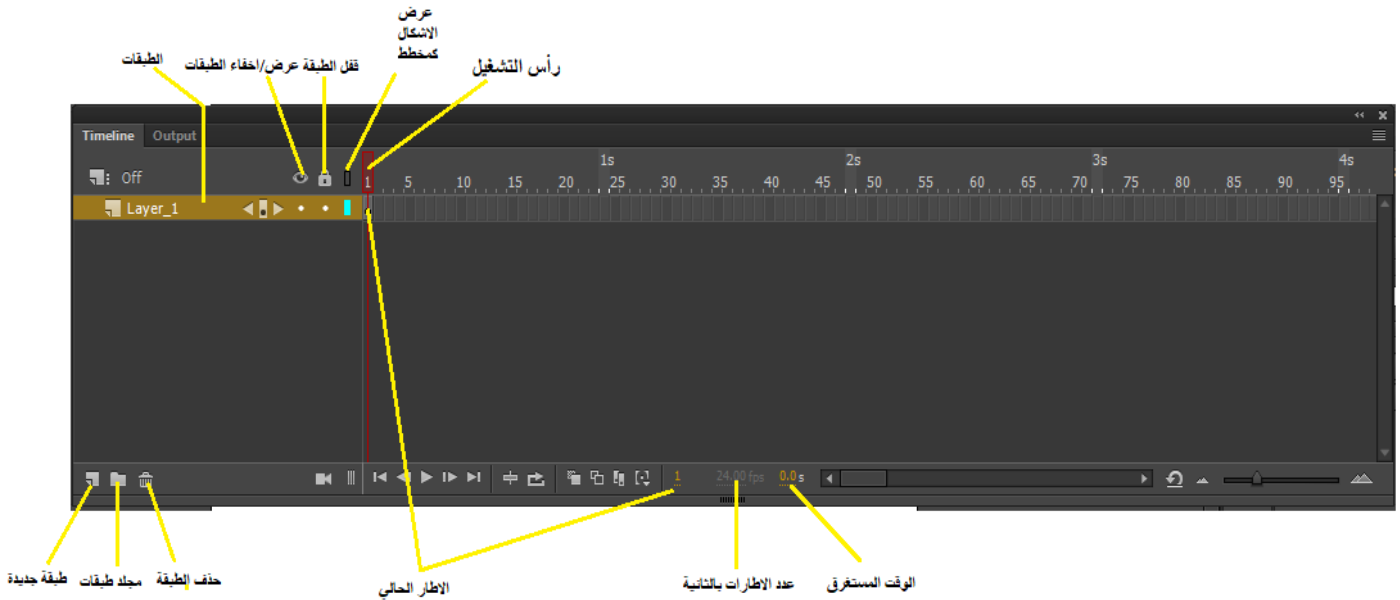 عرض
الاشكال
كمخطط
رأس التشغيل
قفل الطبقة
عرض/اخفاء الطبقات
الطبقات
Timeline Output
1s 2s 3s 4s
Off 1 5 10 15 20 25 30 35 40 45 50 55 60 65 70 75 80 85 90 95
Layer_1
1 24.00 fps 0.0 s
طبقة جديدة
مجلد طبقات
حذف الطبقة
الاطار الحالي
عدد الاطارات بالثانية
الوقت المستغرق